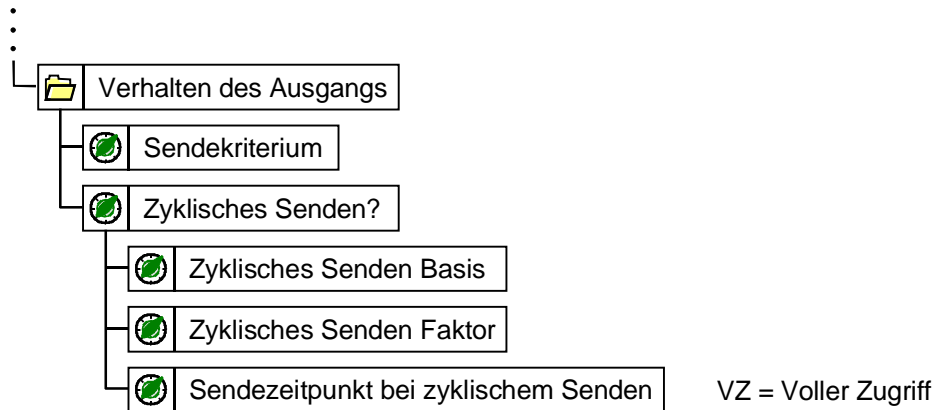 Verhalten des Ausgangs
Sendekriterium
Zyklisches Senden?
Zyklisches Senden Basis
Zyklisches Senden Faktor
Sendezeitpunkt bei zyklischem Senden VZ = Voller Zugriff